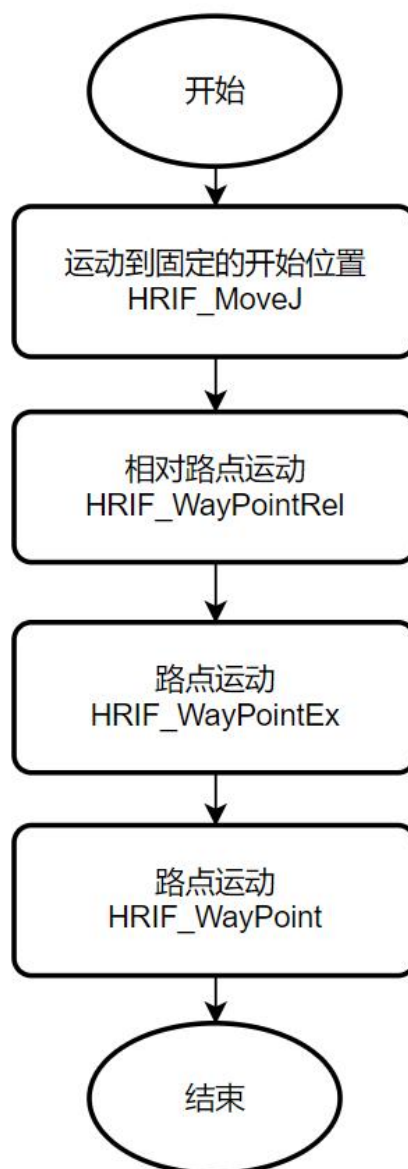 开始
运动到固定的开始位置
HRIF_MoveJ
相对路点运动
HRIF_WayPointRel
路点运动
HRIF_WayPointEx
路点运动
HRIF_WayPoint
结束